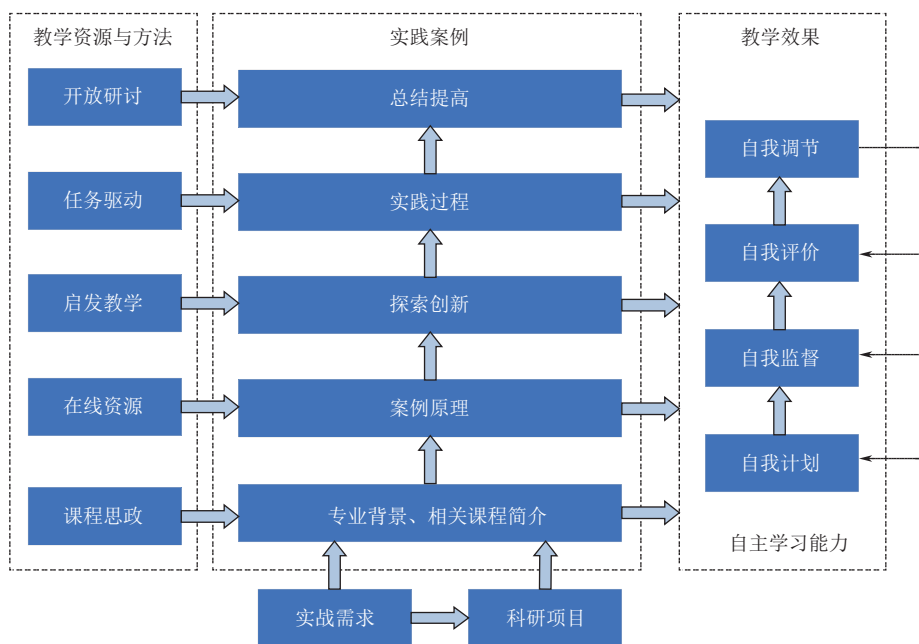 教学资源与方法
实践案例
教学效果
开放研讨
总结提高
自我调节
任务驱动
实践过程
自我评价
启发教学
探索创新
自我监督
在线资源
案例原理
自我计划
课程思政
专业背景、相关课程简介
自主学习能力
实战需求
科研项目